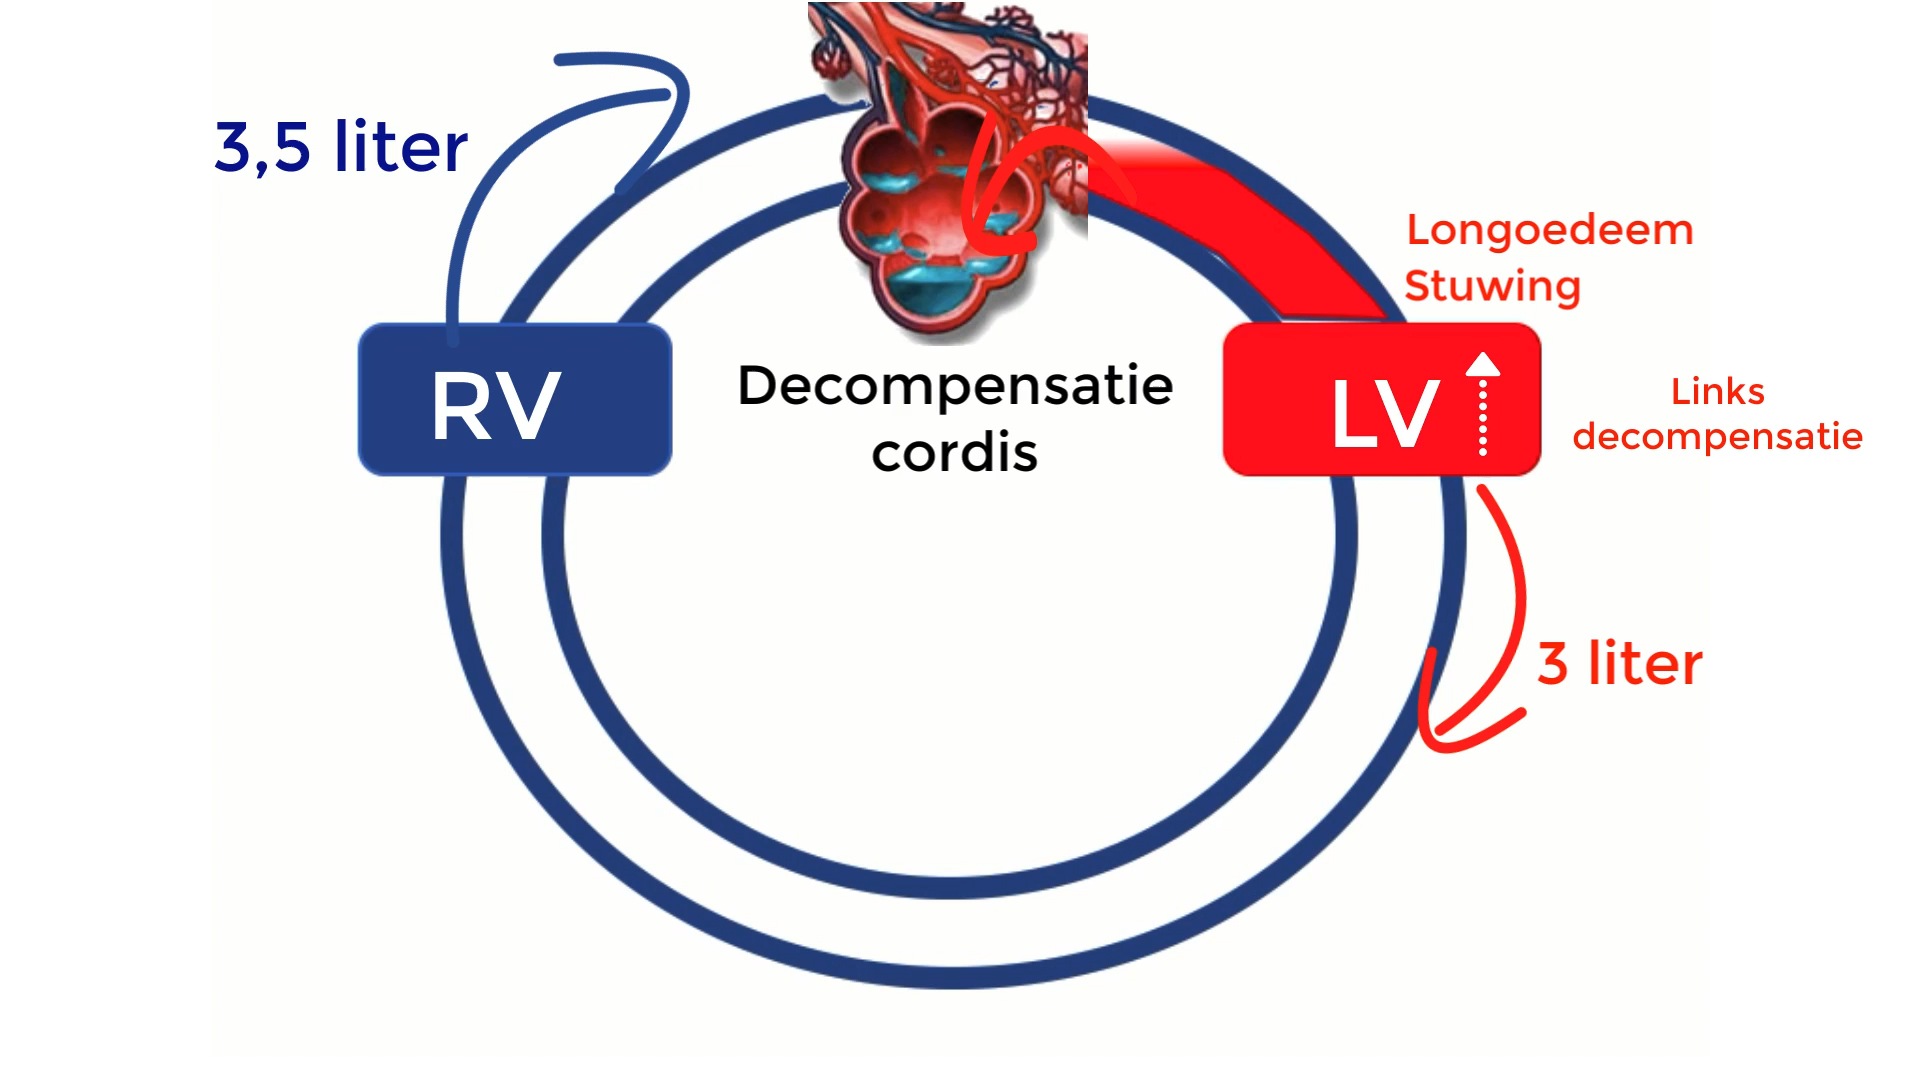 3,5 liter
Longoedeem
Stuwing
RV
Decompensatie
cordis
LV
Links
decompensatie
3 liter